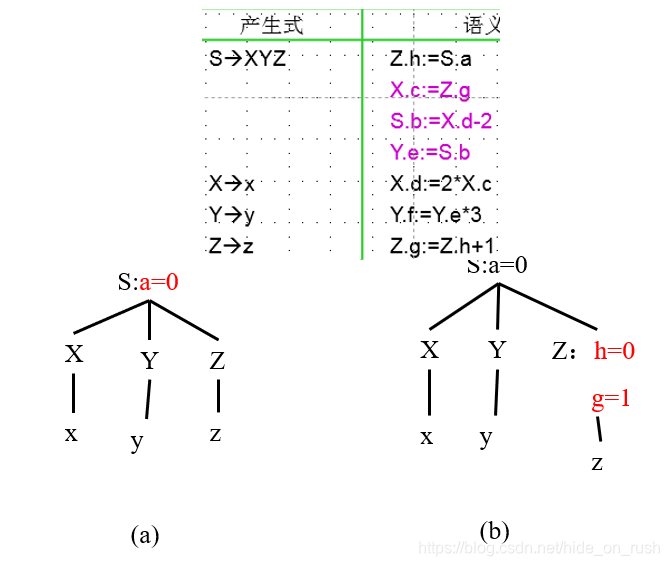 产生式 语义
S→XYZ Z.h:=S.a
X.c:=Z.g
S.b:=X.d-2
Y.e:=S.b
X→x X.d:=2*X.c
Y→y Y.f:=Y.e*3
Z→z Z.g:=Z.h+1
S:a=0 S:a=0
X Y Z X Y Z: h=0
g=1
x y z x y z
(a) (b)
https://blog.csdn.net/hide_on_rush